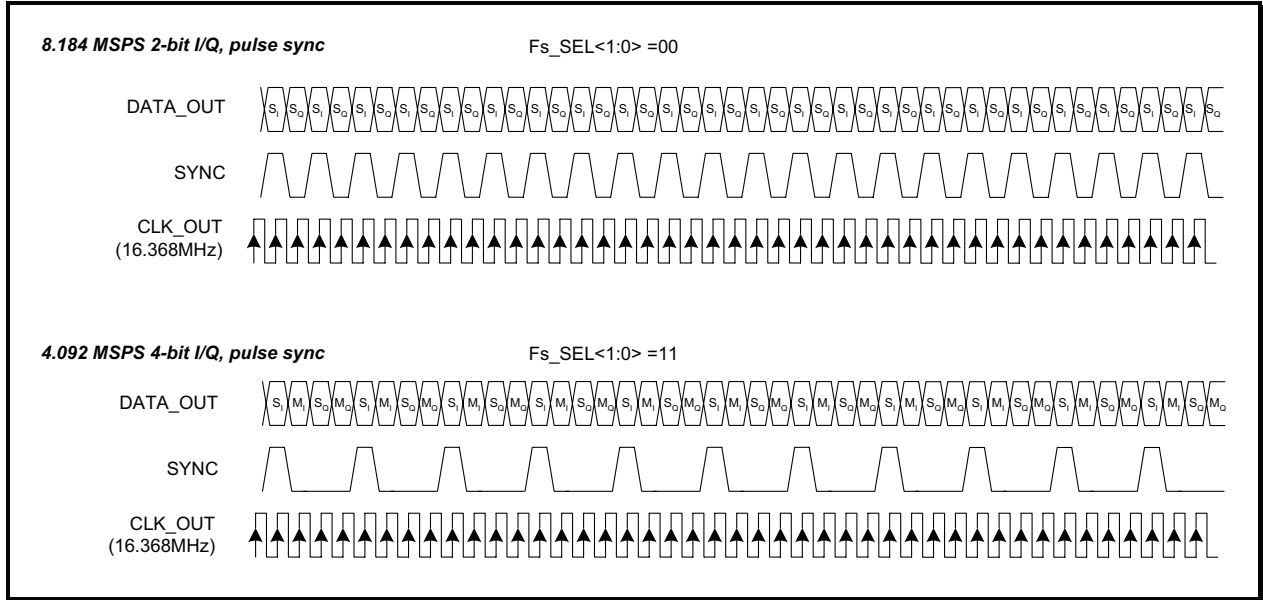 8.184 MSPS 2-bit I/Q, pulse sync Fs_SEL<1:0> =00
DATA_OUT S_I S_Q S_I S_Q S_I S_Q S_I S_Q S_I S_Q S_I S_Q S_I S_Q S_I S_Q S_I S_Q S_I S_Q S_I S_Q S_I S_Q S_I S_Q S_I S_Q S_I S_Q S_I S_Q S_I S_Q S_I S_Q S_I S_Q S_I S_Q S_I S_Q S_I S_Q
SYNC
CLK_OUT
(16.368MHz)
4.092 MSPS 4-bit I/Q, pulse sync Fs_SEL<1:0> =11
DATA_OUT S_I M_I S_Q M_Q S_I M_I S_Q M_Q S_I M_I S_Q M_Q S_I M_I S_Q M_Q S_I M_I S_Q M_Q S_I M_I S_Q M_Q S_I M_I S_Q M_Q S_I M_I S_Q M_Q S_I M_I S_Q M_Q S_I M_I S_Q M_Q S_I M_I S_Q M_Q
SYNC
CLK_OUT
(16.368MHz)